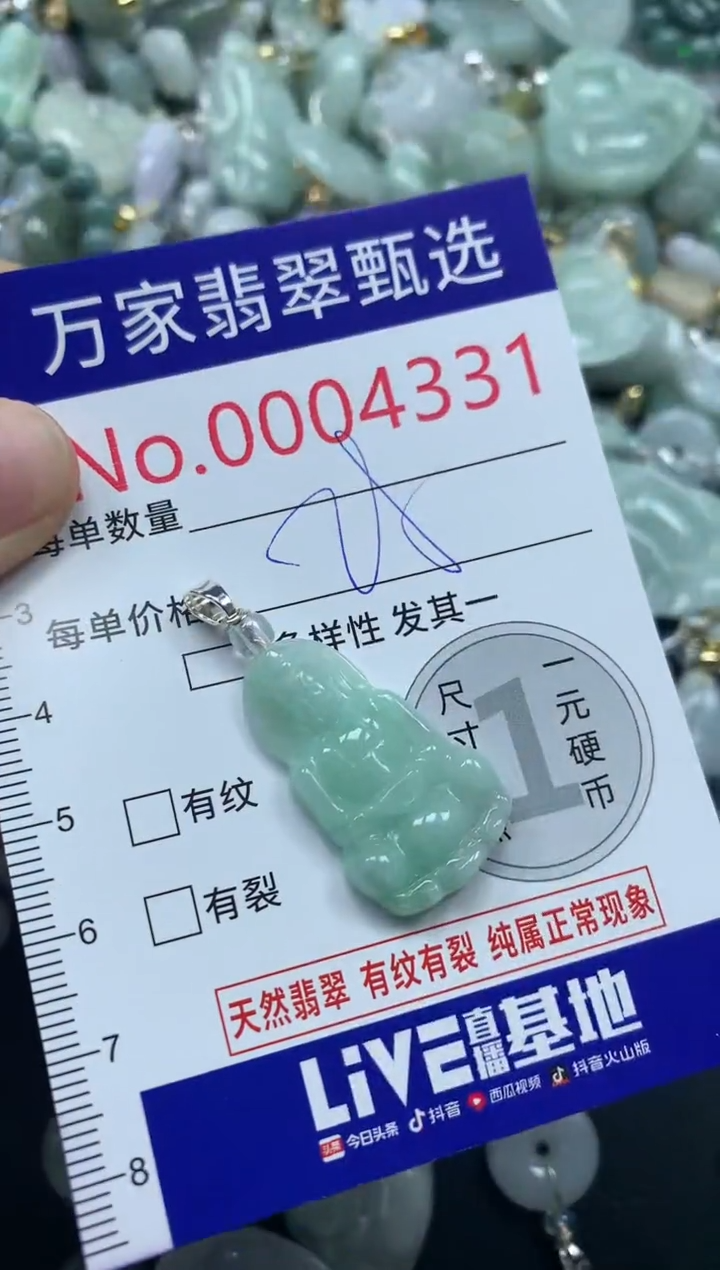 万家翡翠甄选
No.0004331
每单数量
3
每单价格
多样性 发其一
4
尺寸
一元硬币
1
5
有纹
6
有裂
天然翡翠 有纹有裂 纯属正常现象
7
LiVE直播基地
8
头条 今日头条 抖音 西瓜视频 抖音火山版